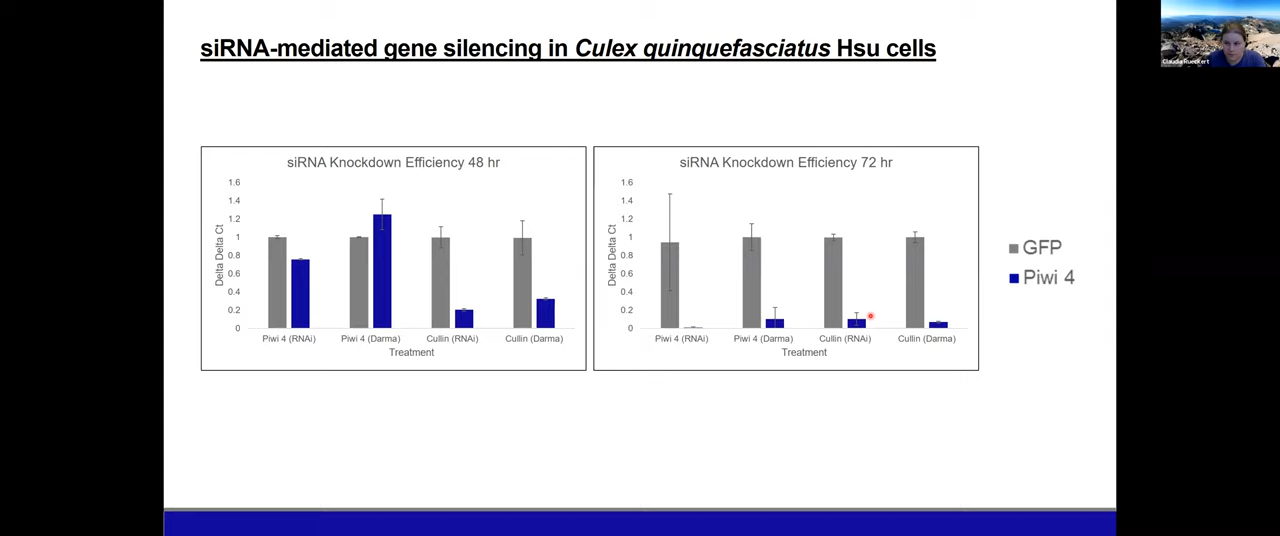 siRNA-mediated gene silencing in Culex quinquefasciatus Hsu cells
Claudia Rueckert
siRNA Knockdown Efficiency 48 hr
1.6
1.4
1.2
1
0.8
0.6
0.4
0.2
0
Delta Delta Ct
Piwi 4 (RNAi) Piwi 4 (Darma) Cullin (RNAi) Cullin (Darma)
Treatment
siRNA Knockdown Efficiency 72 hr
1.6
1.4
1.2
1
0.8
0.6
0.4
0.2
0
Delta Delta Ct
Piwi 4 (RNAi) Piwi 4 (Darma) Cullin (RNAi) Cullin (Darma)
Treatment
GFP
Piwi 4